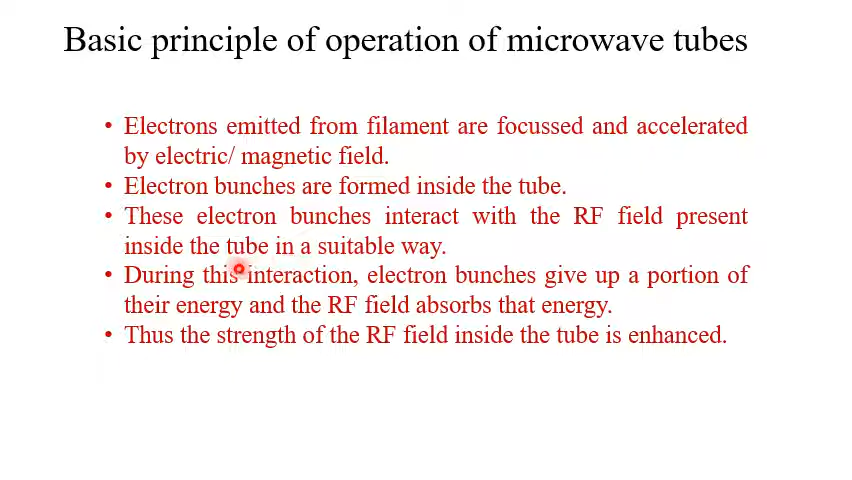 Basic principle of operation of microwave tubes
• Electrons emitted from filament are focussed and accelerated
by electric/ magnetic field.
• Electron bunches are formed inside the tube.
• These electron bunches interact with the RF field present
inside the tube in a suitable way.
• During this interaction, electron bunches give up a portion of
their energy and the RF field absorbs that energy.
• Thus the strength of the RF field inside the tube is enhanced.